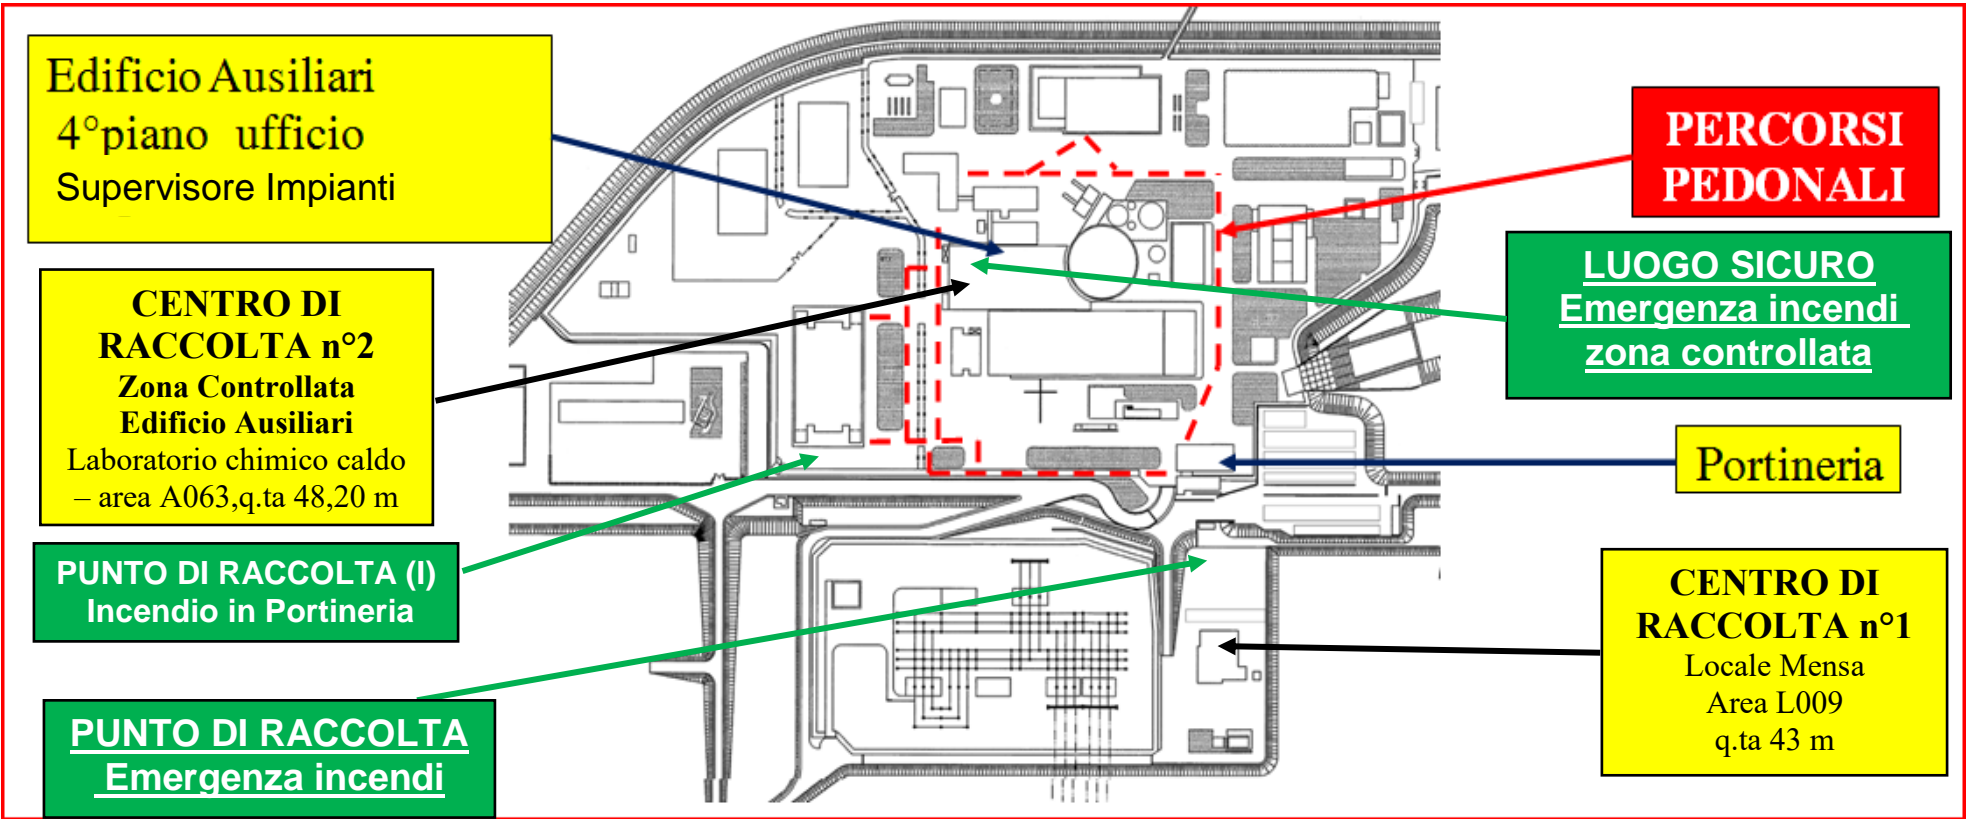 Edificio Ausiliari
4°piano ufficio
Supervisore Impianti
CENTRO DI
RACCOLTA n°2
Zona Controllata
Edificio Ausiliari
Laboratorio chimico caldo
– area A063,q.ta 48,20 m
PUNTO DI RACCOLTA (I)
Incendio in Portineria
PUNTO DI RACCOLTA
Emergenza incendi
PERCORSI
PEDONALI
LUOGO SICURO
Emergenza incendi
zona controllata
Portineria
CENTRO DI
RACCOLTA n°1
Locale Mensa
Area L009
q.ta 43 m